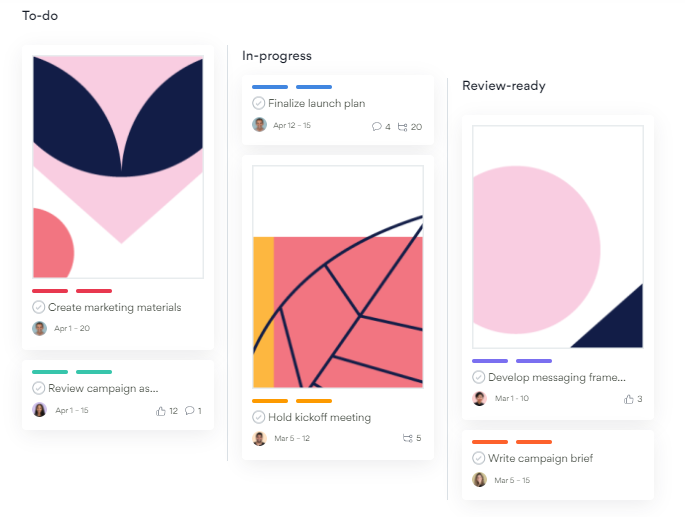 To-do
Create marketing materials
Apr 1 - 20
Review campaign as...
Apr 1 - 15
12
1
In-progress
Finalize launch plan
Apr 12 - 15
4
20
Hold kickoff meeting
Mar 5 - 12
5
Review-ready
Develop messaging frame...
Mar 1 - 10
3
Write campaign brief
Mar 5 - 15